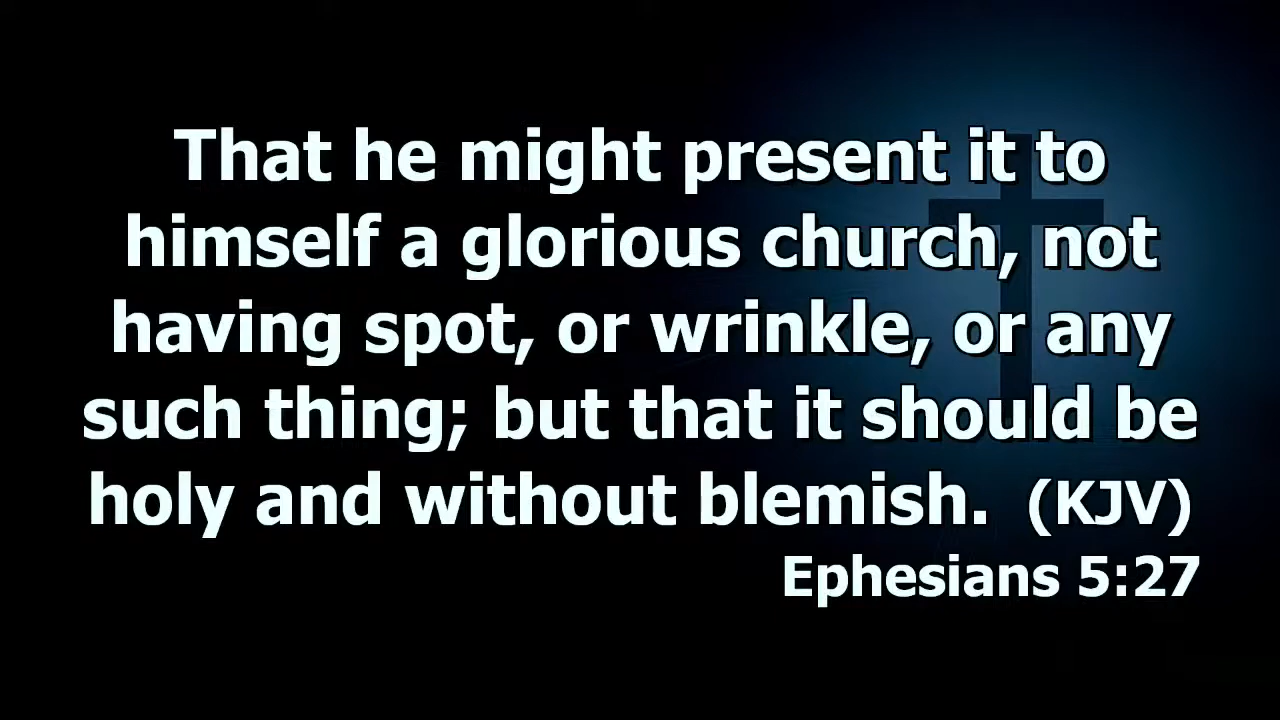 That he might present it to
himself a glorious church, not
having spot, or wrinkle, or any
such thing; but that it should be
holy and without blemish. (KJV)
Ephesians 5:27